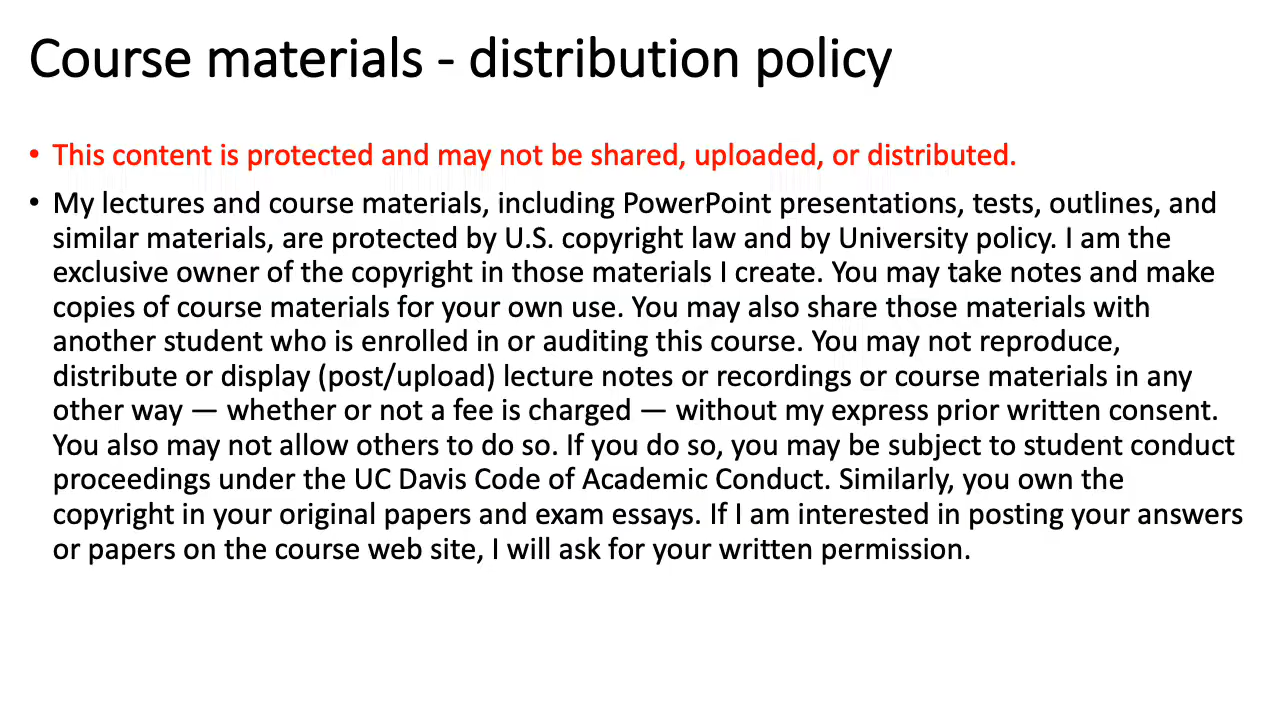 Course materials - distribution policy
• This content is protected and may not be shared, uploaded, or distributed.
• My lectures and course materials, including PowerPoint presentations, tests, outlines, and
similar materials, are protected by U.S. copyright law and by University policy. I am the
exclusive owner of the copyright in those materials I create. You may take notes and make
copies of course materials for your own use. You may also share those materials with
another student who is enrolled in or auditing this course. You may not reproduce,
distribute or display (post/upload) lecture notes or recordings or course materials in any
other way — whether or not a fee is charged — without my express prior written consent.
You also may not allow others to do so. If you do so, you may be subject to student conduct
proceedings under the UC Davis Code of Academic Conduct. Similarly, you own the
copyright in your original papers and exam essays. If I am interested in posting your answers
or papers on the course web site, I will ask for your written permission.